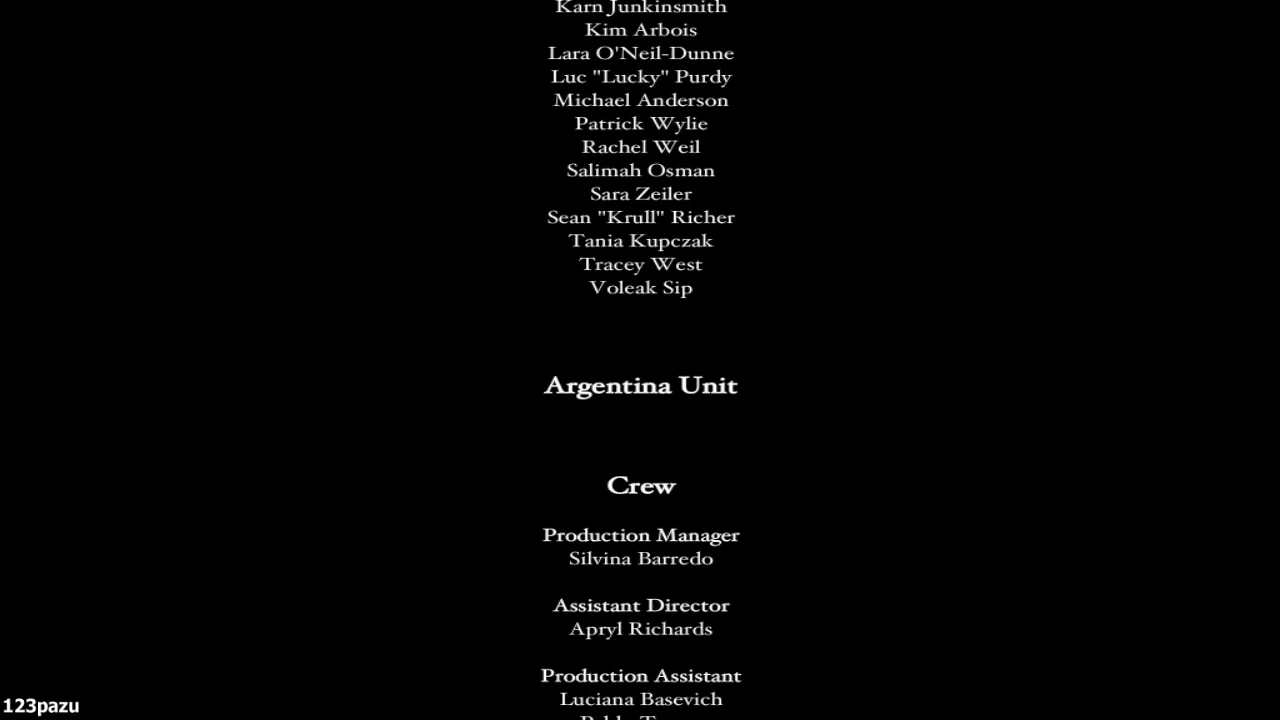 Karn Junkinsmith
Kim Arbois
Lara O'Neil-Dunne
Luc "Lucky" Purdy
Michael Anderson
Patrick Wylie
Rachel Weil
Salimah Osman
Sara Zeiler
Sean "Krull" Richer
Tania Kupczak
Tracey West
Voleak Sip
Argentina Unit
Crew
Production Manager
Silvina Barredo
Assistant Director
Apryl Richards
Production Assistant
Luciana Basevich
123pazu